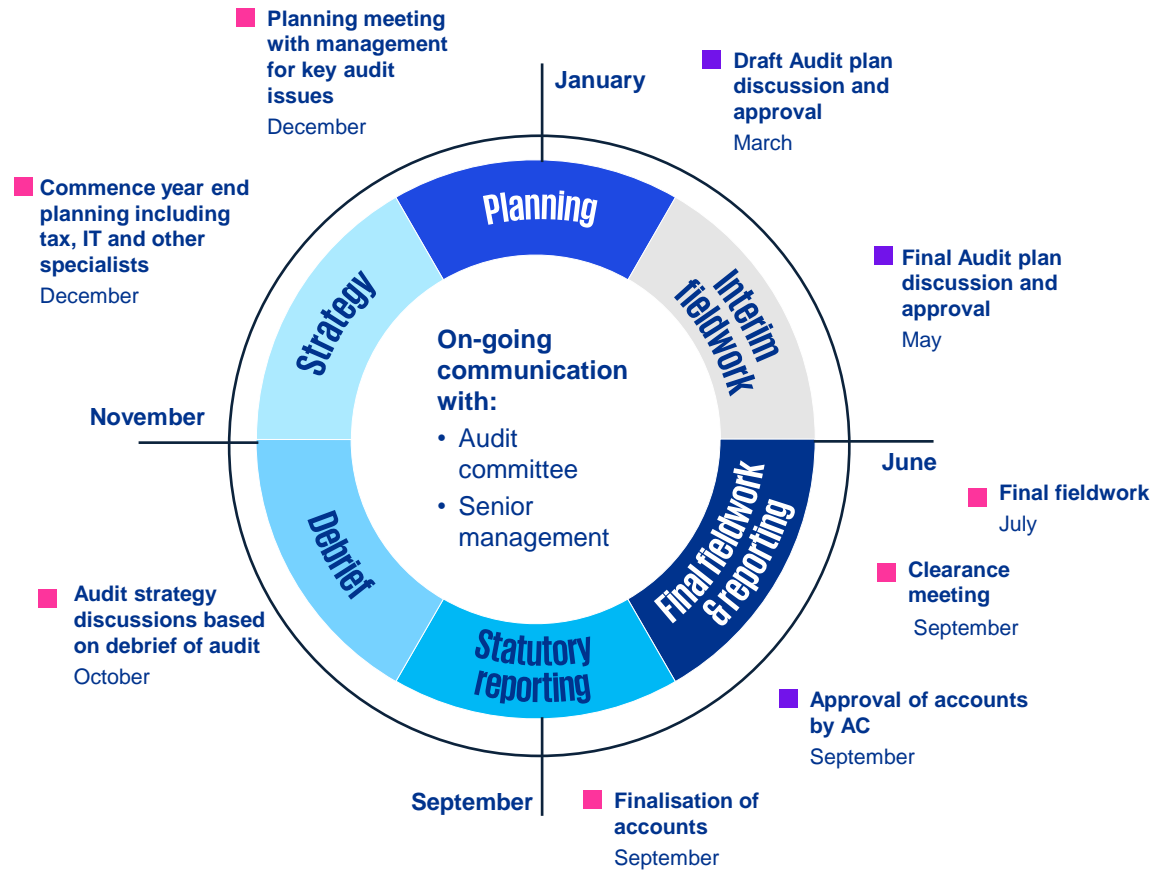 Planning meeting
with management
for key audit
issues
December
January
Draft Audit plan
discussion and
approval
March
Commence year end
planning including
tax, IT and other
specialists
December
Final Audit plan
discussion and
approval
May
Planning
Interim
fieldwork
Strategy
On-going
communication
with:
• Audit
committee
• Senior
management
November
June
Final fieldwork
July
Final fieldwork
& reporting
Debrief
Statutory
reporting
Clearance
meeting
September
Audit strategy
discussions based
on debrief of audit
October
Approval of accounts
by AC
September
September
Finalisation of
accounts
September